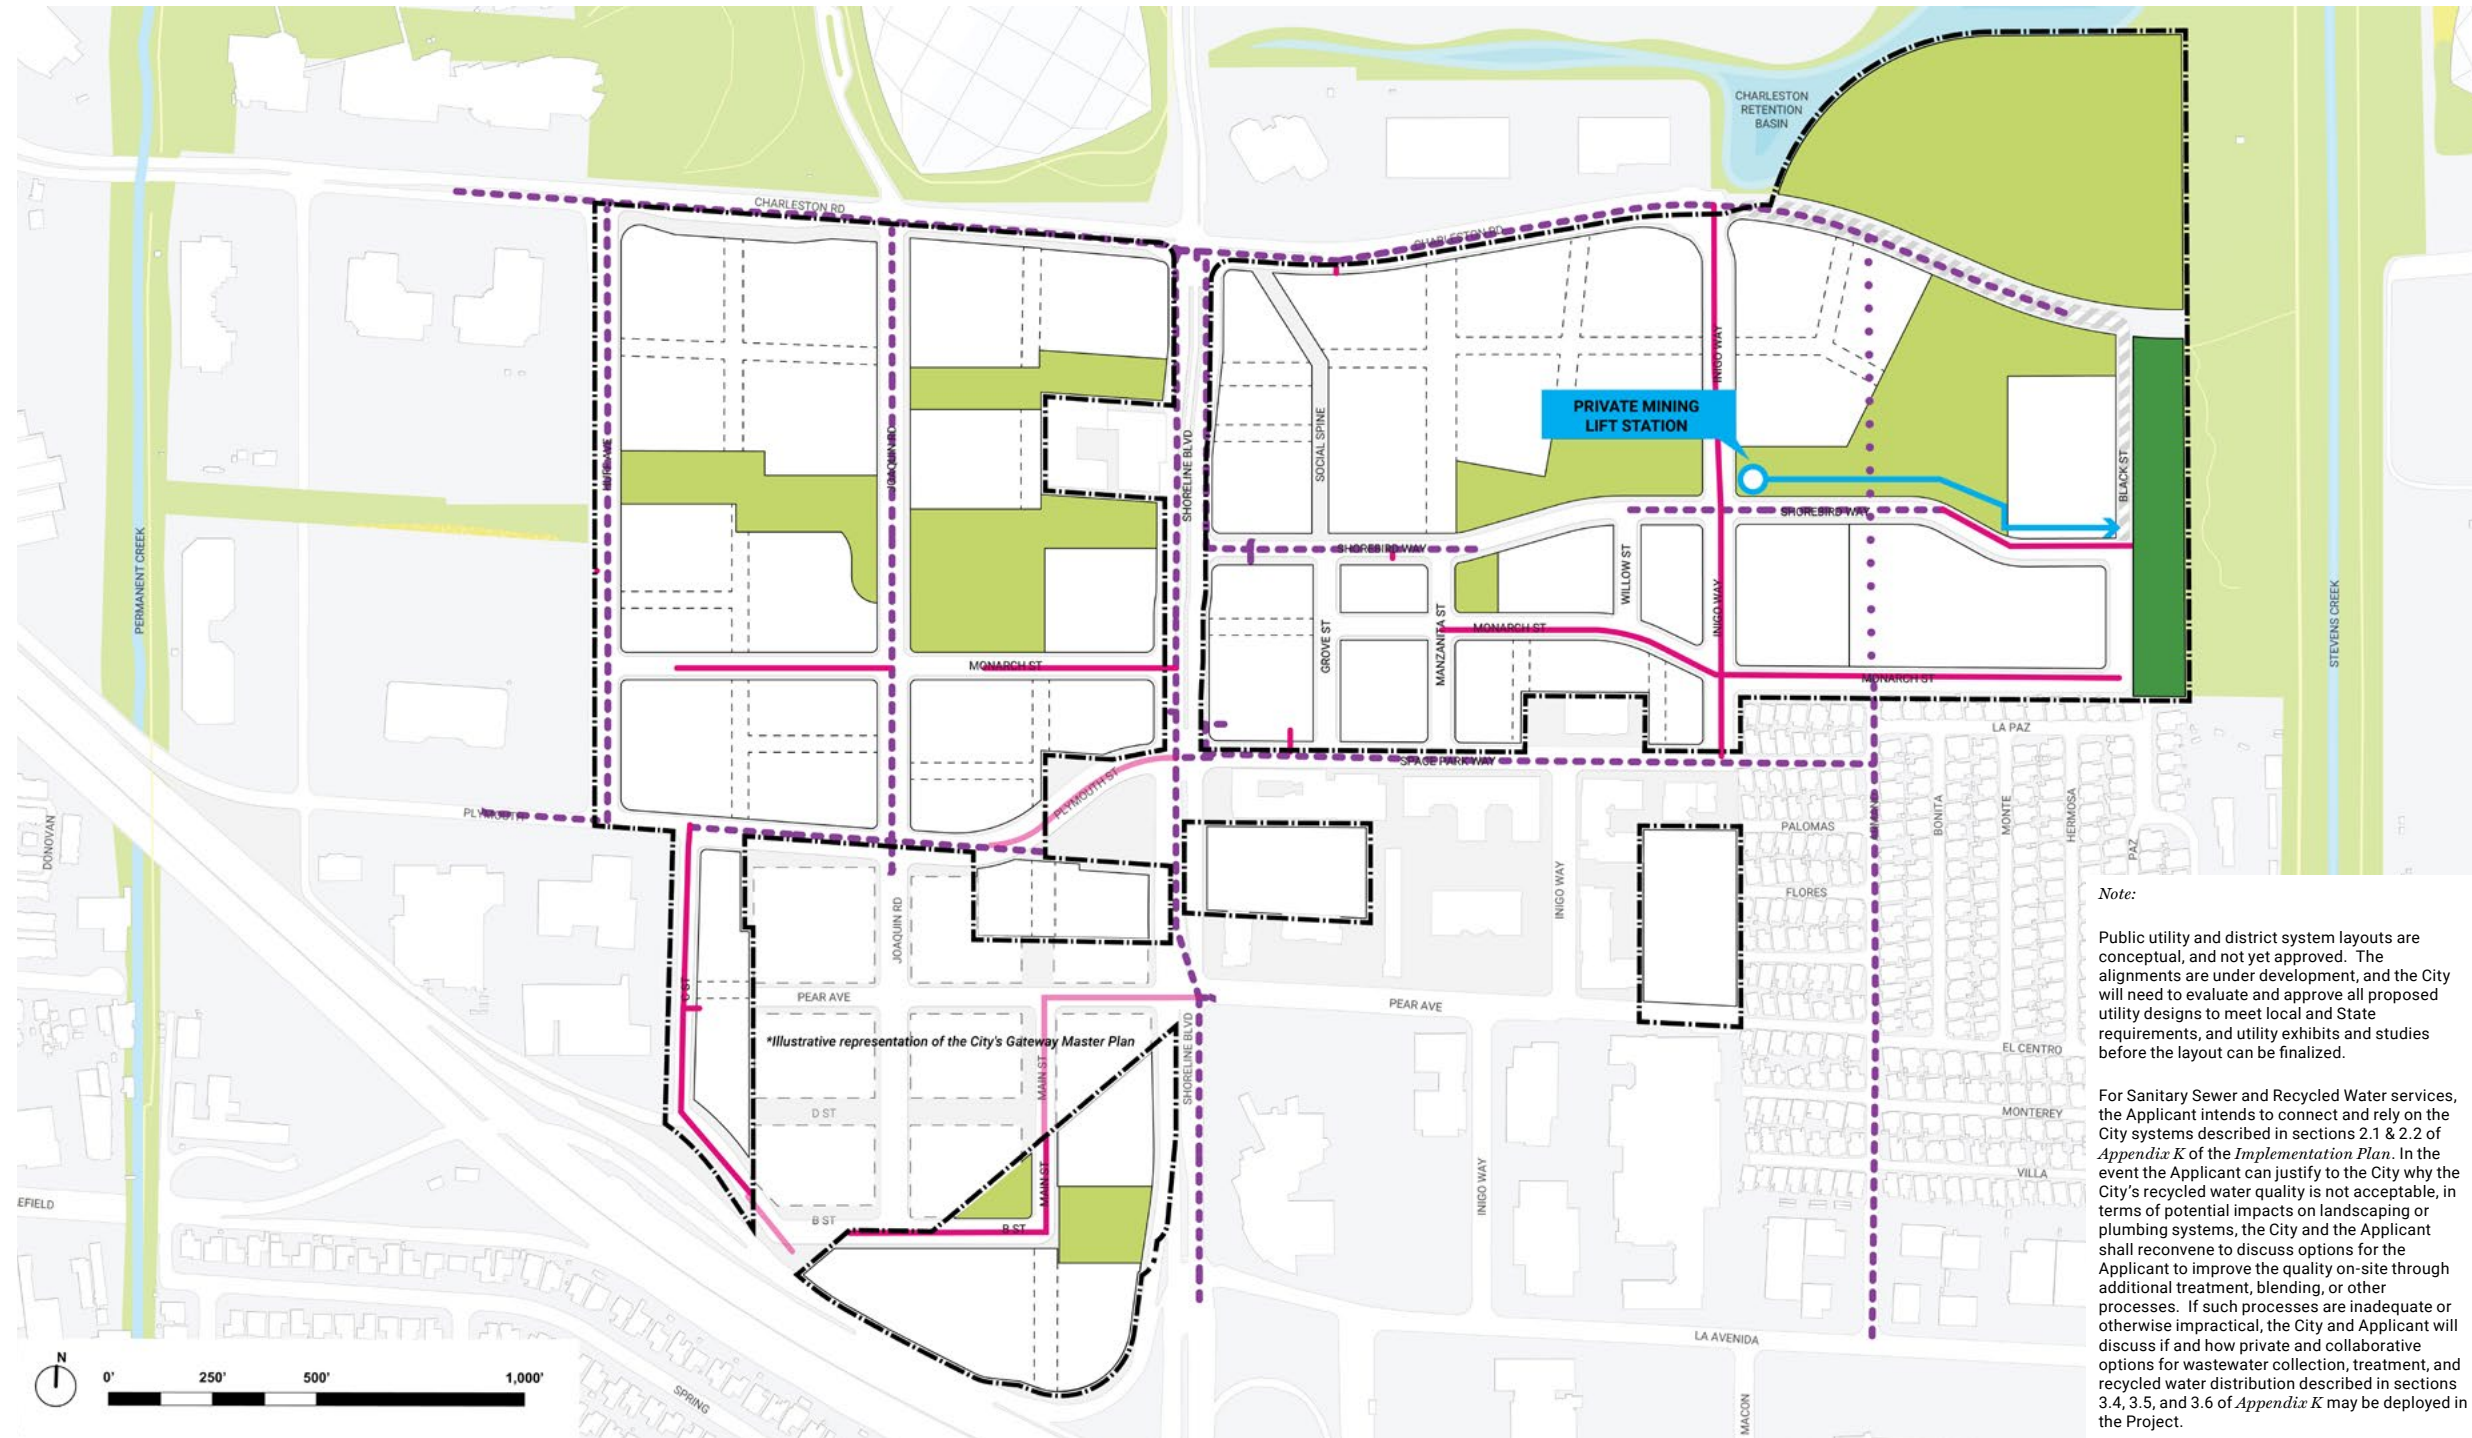 CHARLESTON
RETENTION
BASIN
CHARLESTON RD
CHARLESTON RD
INIGO WAY
PRIVATE MINING
LIFT STATION
HUFF AVE
JOAQUIN RD
SHORELINE BLVD
SOCIAL SPINE
BLACK ST
SHOREBIRD WAY
SHOREBIRD WAY
PERMANENT CREEK
WILLOW ST
INIGO WAY
STEVENS CREEK
GROVE ST
MANZANITA ST
MONARCH ST
MONARCH ST
MONARCH ST
LA PAZ
SPACE PARK WAY
PLYMOUTH ST
PLYMOUTH
DONOVAN
PALOMAS
BONITA
MONTE
HERMOSA
PAZ
FLORES
INIGO WAY
JOAQUIN RD
C ST
PEAR AVE
PEAR AVE
*Illustrative representation of the City's Gateway Master Plan
MAIN ST
SHORELINE BLVD
EL CENTRO
D ST
MONTEREY
MAIN ST
INIGO WAY
VILLA
EFIELD
B ST
B ST
LA AVENIDA
MACON
SPRING
N
0' 250' 500' 1,000'
Note:
Public utility and district system layouts are
conceptual, and not yet approved. The
alignments are under development, and the City
will need to evaluate and approve all proposed
utility designs to meet local and State
requirements, and utility exhibits and studies
before the layout can be finalized.
For Sanitary Sewer and Recycled Water services,
the Applicant intends to connect and rely on the
City systems described in sections 2.1 & 2.2 of
Appendix K of the Implementation Plan. In the
event the Applicant can justify to the City why the
City's recycled water quality is not acceptable, in
terms of potential impacts on landscaping or
plumbing systems, the City and the Applicant
shall reconvene to discuss options for the
Applicant to improve the quality on-site through
additional treatment, blending, or other
processes. If such processes are inadequate or
otherwise impractical, the City and Applicant will
discuss if and how private and collaborative
options for wastewater collection, treatment, and
recycled water distribution described in sections
3.4, 3.5, and 3.6 of Appendix K may be deployed in
the Project.